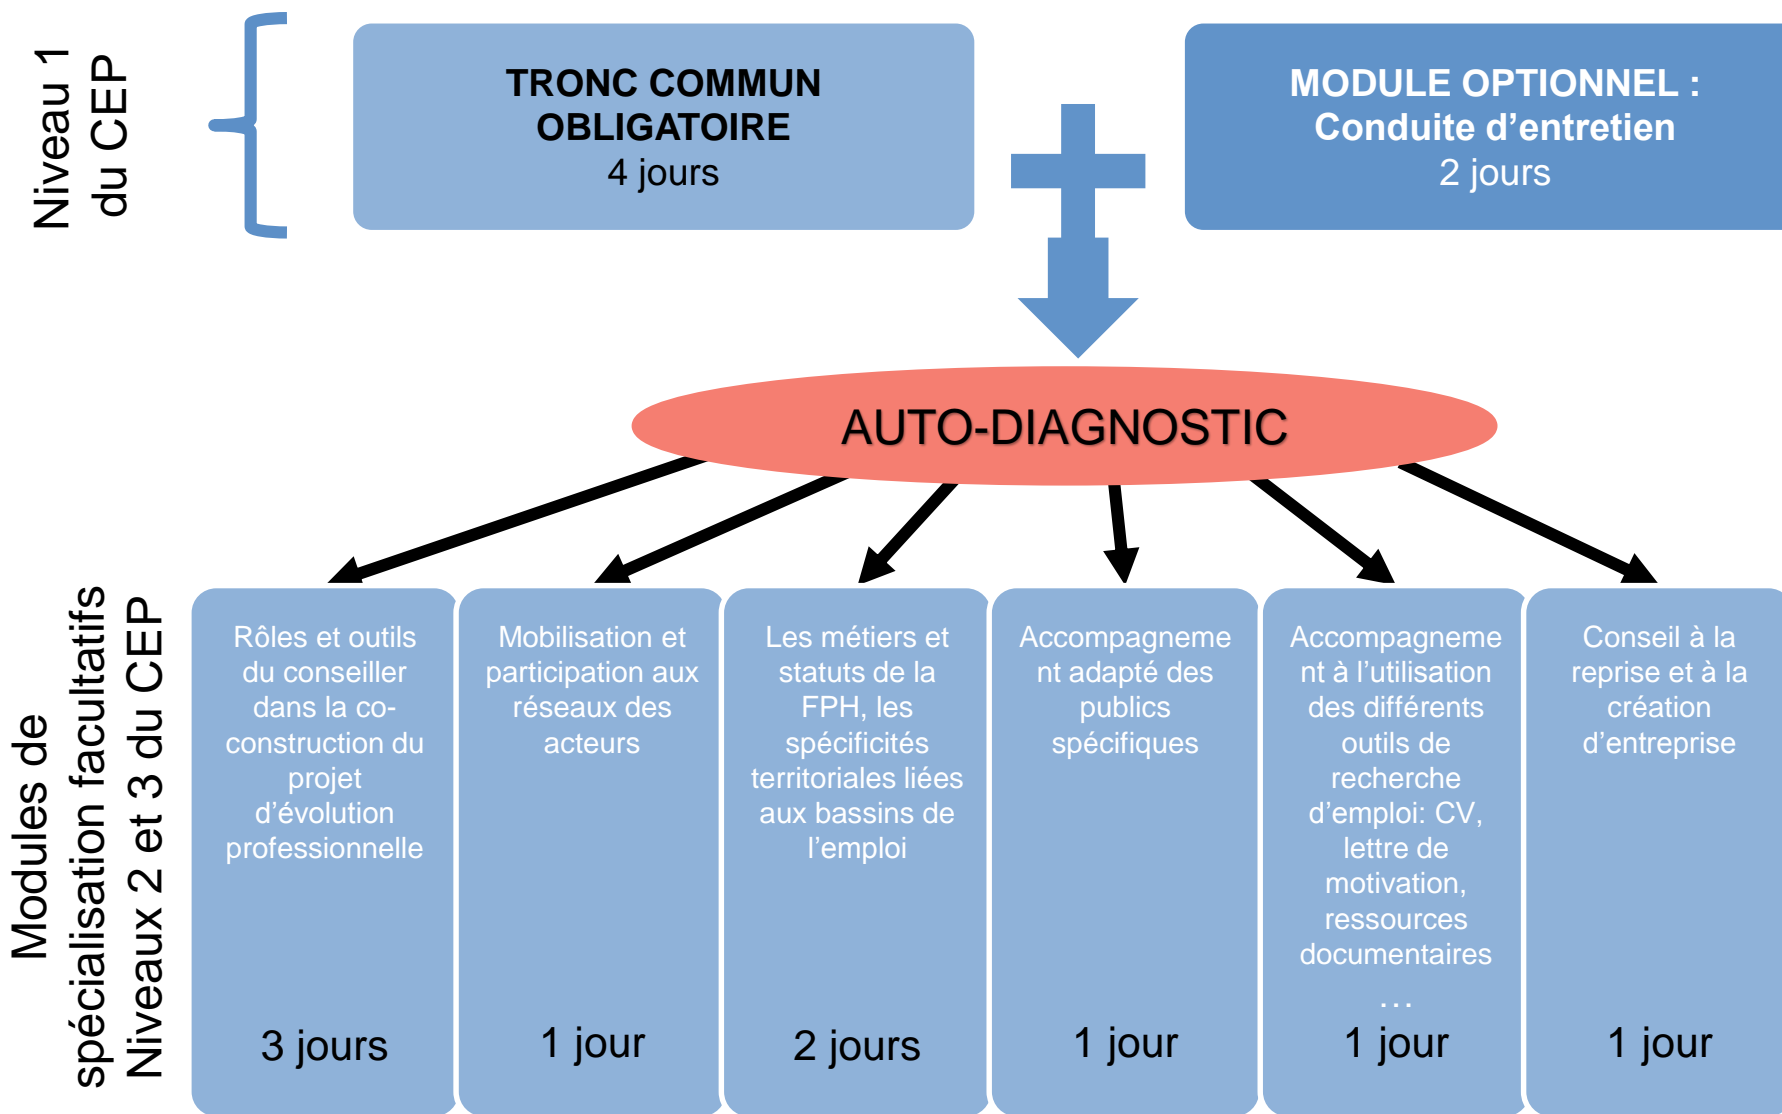 Niveau 1
du CEP
TRONC COMMUN
OBLIGATOIRE
4 jours
MODULE OPTIONNEL :
Conduite d’entretien
2 jours
AUTO-DIAGNOSTIC
Modules de
spécialisation facultatifs
Niveaux 2 et 3 du CEP
Rôles et outils
du conseiller
dans la co-
construction du
projet
d’évolution
professionnelle
3 jours
Mobilisation et
participation aux
réseaux des
acteurs
1 jour
Les métiers et
statuts de la
FPH, les
spécificités
territoriales liées
aux bassins de
l’emploi
2 jours
Accompagneme
nt adapté des
publics
spécifiques
1 jour
Accompagneme
nt à l’utilisation
des différents
outils de
recherche
d’emploi: CV,
lettre de
motivation,
ressources
documentaires
…
1 jour
Conseil à la
reprise et à la
création
d’entreprise
1 jour